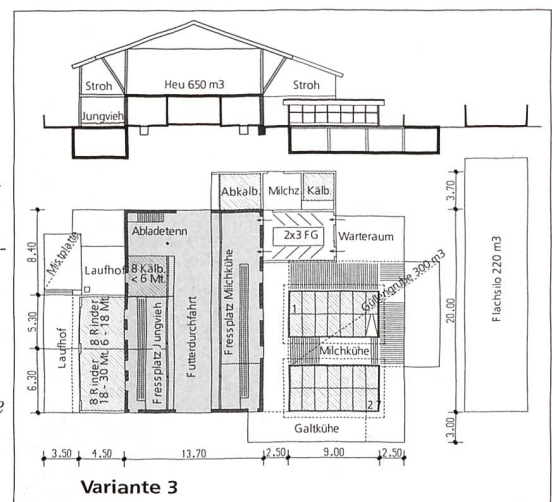 Stroh
Heu 650 m3
Stroh
Jungvieh
Abkalb.
Milchz
Kälb.
Abladetenn
2x3 FG
Warteraum
Mistplatte
Laufhof
8 Kälb.
< 6 Mt.
Güllengrube 300 m3
Flachsilo 220 m3
Laufhof
8 Rinder
6 - 18 Mt.
8 Rinder
18 - 30 Mt.
Fressplatz Jungvieh
Futterdurchfahrt
Fressplatz Milchkühe
1
Milchkühe
27
Galtkühe
8.40
5.30
6.30
3.70
20.00
3.00
3.50
4.50
13.70
2.50
9.00
2.50
Variante 3